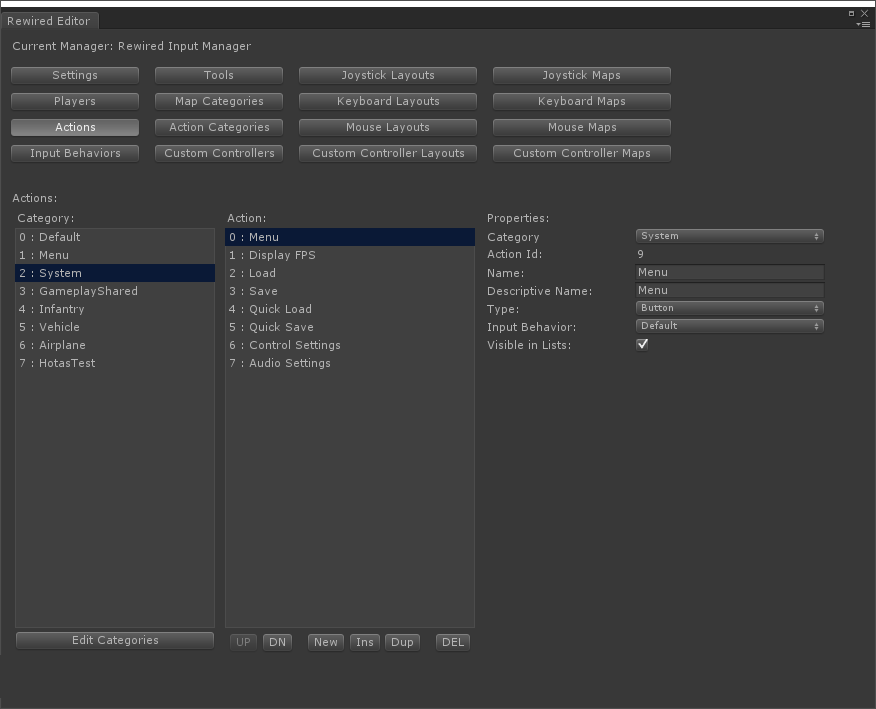 Rewired Editor
Current Manager: Rewired Input Manager
Settings Tools Joystick Layouts Joystick Maps
Players Map Categories Keyboard Layouts Keyboard Maps
Actions Action Categories Mouse Layouts Mouse Maps
Input Behaviors Custom Controllers Custom Controller Layouts Custom Controller Maps
Actions:
Category:
0 : Default
1 : Menu
2 : System
3 : GameplayShared
4 : Infantry
5 : Vehicle
6 : Airplane
7 : HotasTest
Edit Categories
Action:
0 : Menu
1 : Display FPS
2 : Load
3 : Save
4 : Quick Load
5 : Quick Save
6 : Control Settings
7 : Audio Settings
UP DN New Ins Dup DEL
Properties:
Category System
Action Id: 9
Name: Menu
Descriptive Name: Menu
Type: Button
Input Behavior: Default
Visible in Lists: